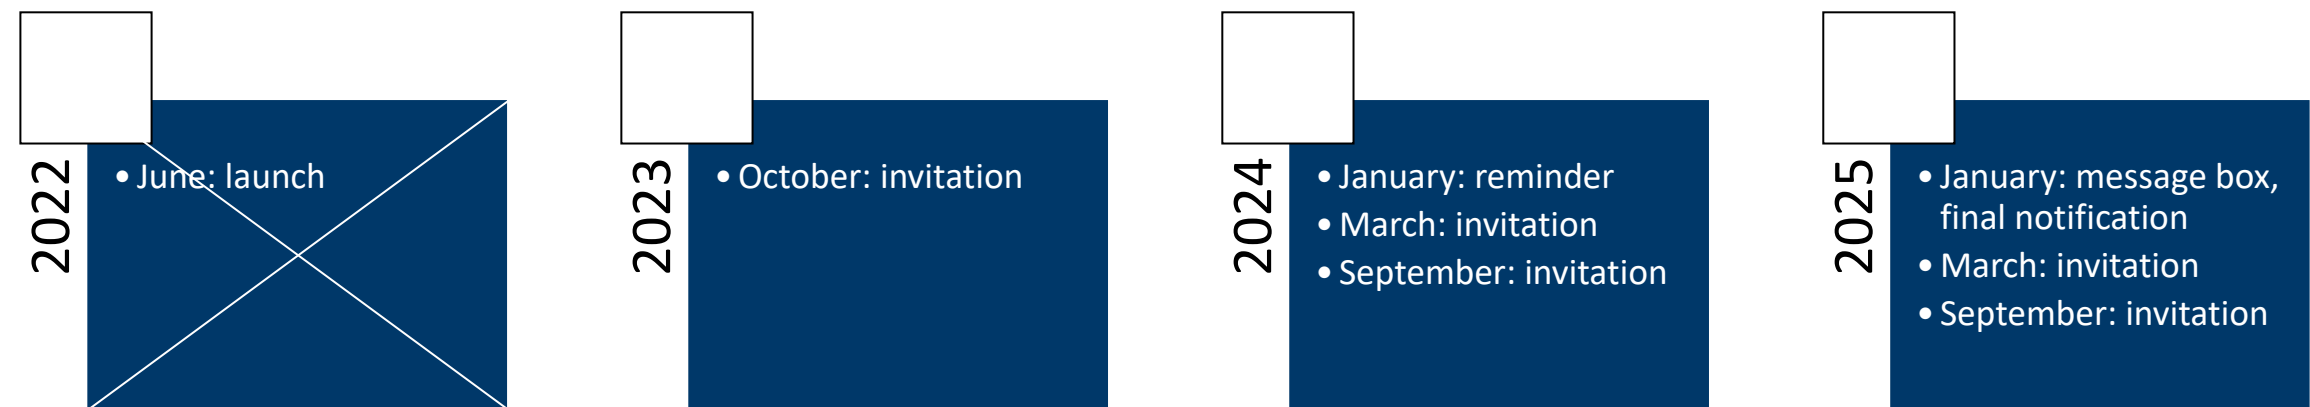 2022
• June: launch
2023
• October: invitation
2024
• January: reminder
• March: invitation
• September: invitation
2025
• January: message box,
final notification
• March: invitation
• September: invitation